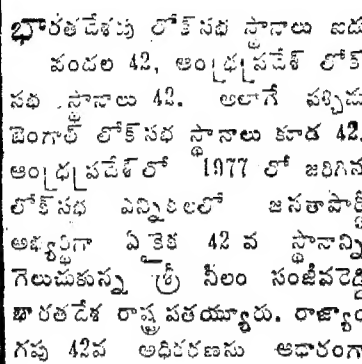 భారతదేశపు లోక్‌సభ స్థానాలు ఐదు
వందల 42, ఆంధ్రప్రదేశ్ లోక్
సభ స్థానాలు 42. అలాగే పశ్చిమ
బెంగాల్ లోక్‌సభ స్థానాలు కూడ 42.
ఆంధ్రప్రదేశ్‌లో 1977 లో జరిగిన
లోక్‌సభ ఎన్నికలలో జనతాపార్టీ
అభ్యర్థిగా ఏకైక 42 వ స్థానాన్ని
గెలుచుకున్న శ్రీ నీలం సంజీవరెడ్డి
భారతదేశ రాష్ట్రపతయ్యారు. రాజ్యాం
గపు 42వ అధికరణను ఆధారంగా